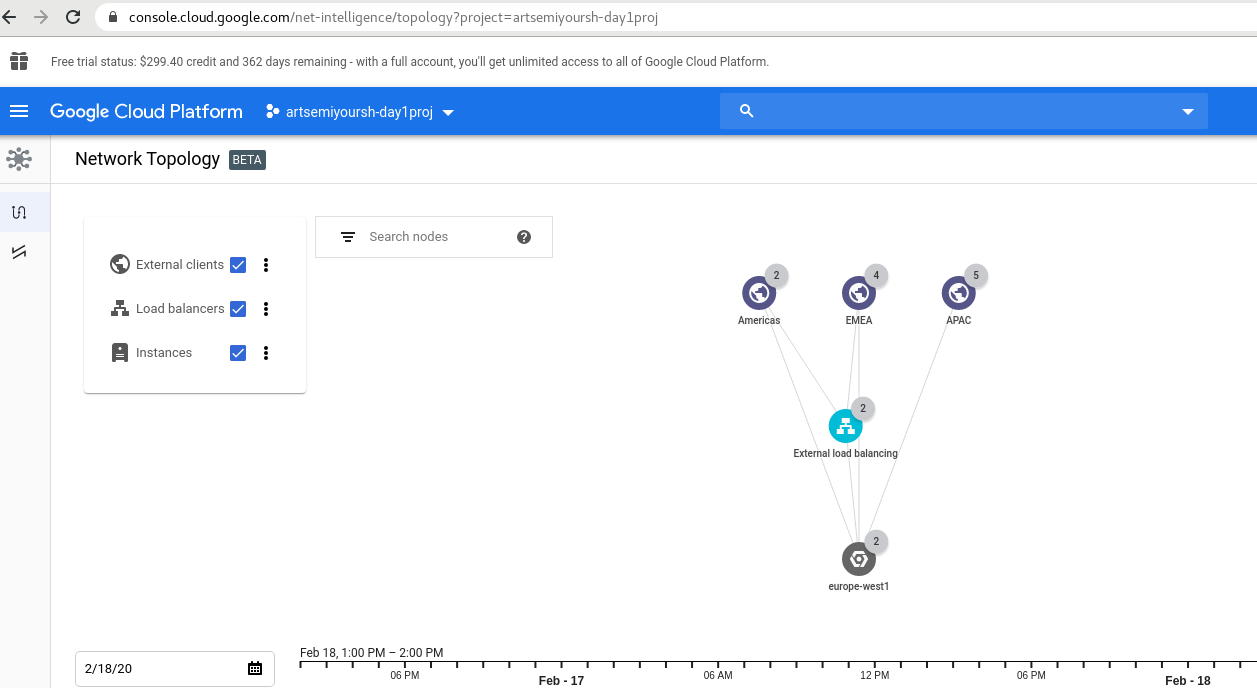 console.cloud.google.com/net-intelligence/topology?project=artsemiyoursh-day1proj
Free trial status: $299.40 credit and 362 days remaining - with a full account, you'll get unlimited access to all of Google Cloud Platform.
Google Cloud Platform artsemiyoursh-day1proj
Network Topology BETA
External clients
Load balancers
Instances
Search nodes ?
2 4 5
Americas EMEA APAC
2
External load balancing
2
europe-west1
Feb 18, 1:00 PM – 2:00 PM
2/18/20
06 PM Feb - 17 06 AM 12 PM 06 PM Feb - 18